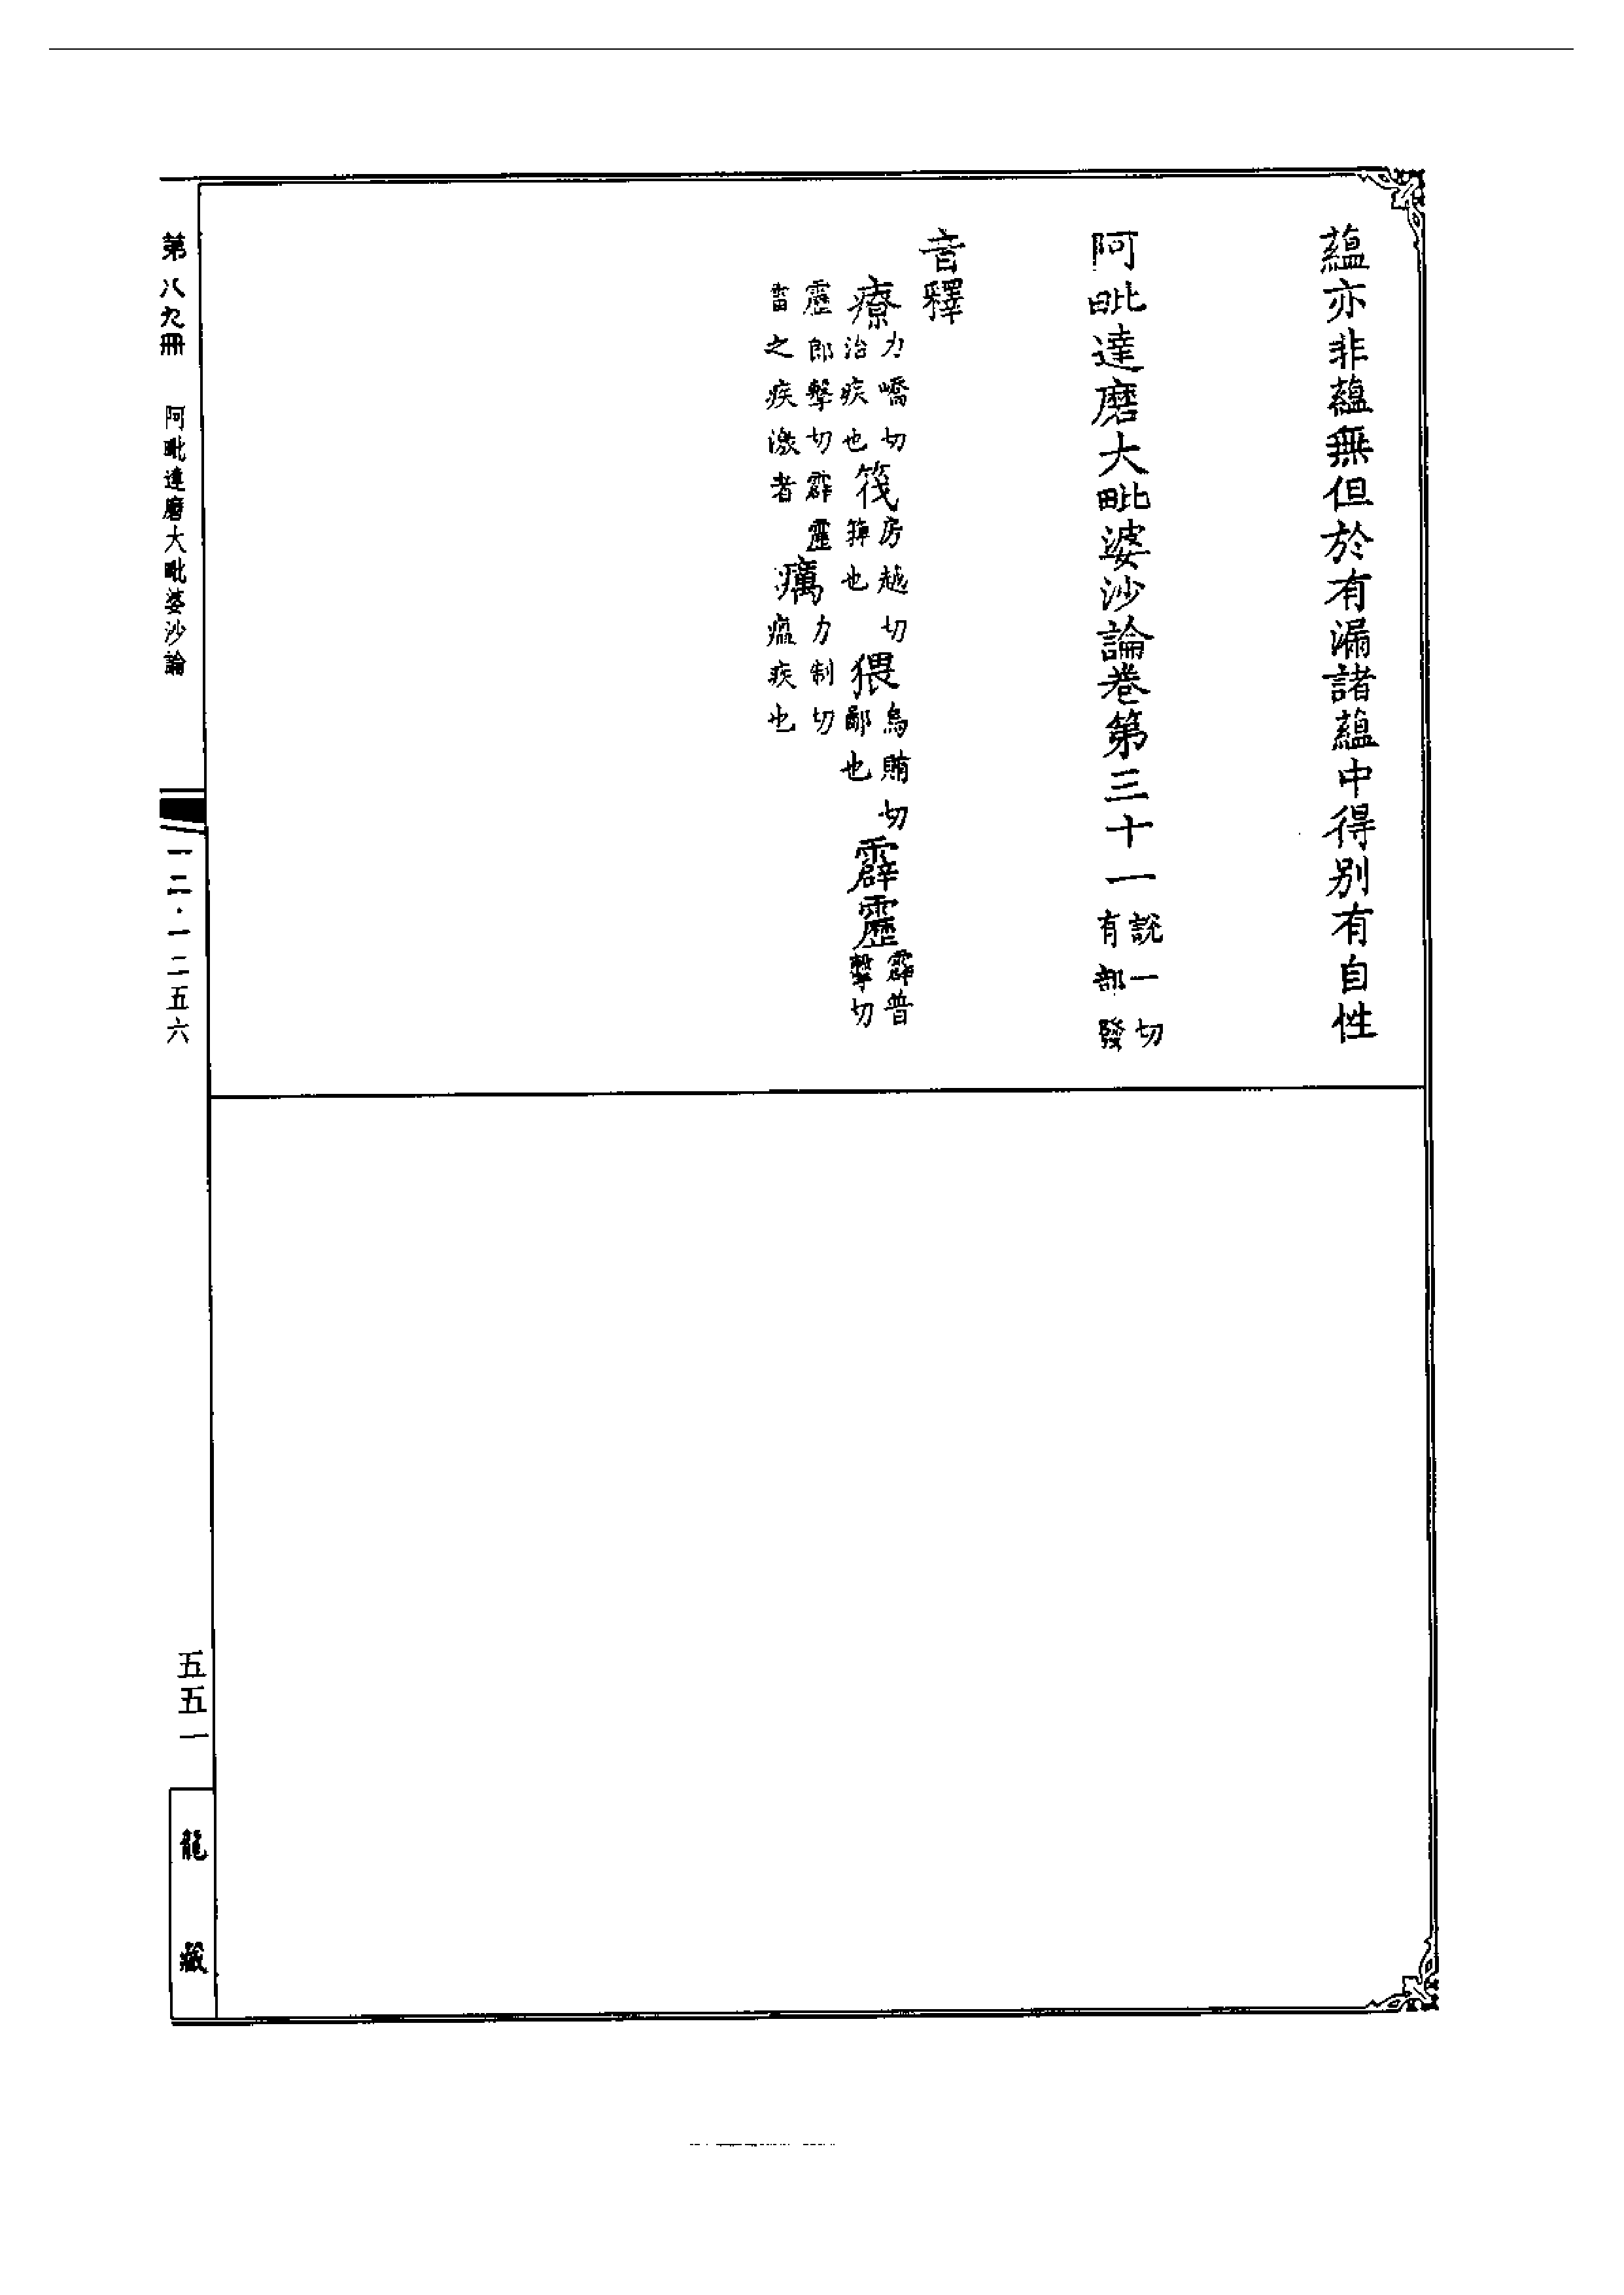 蘊亦非蘊無但於有漏諸蘊中得別有自性
阿毗達磨大毗婆沙論卷第三十一說一切有部發
音釋
療力嶠切治疾也筏房越切簰也猥烏賄切鄙也霹靂霹普擊切
靂郎擊切霹靂雷之疾激者癘力制切瘟疾也
第八九冊 阿毗達磨大毗婆沙論
一二·一二五六
五五一
龍藏